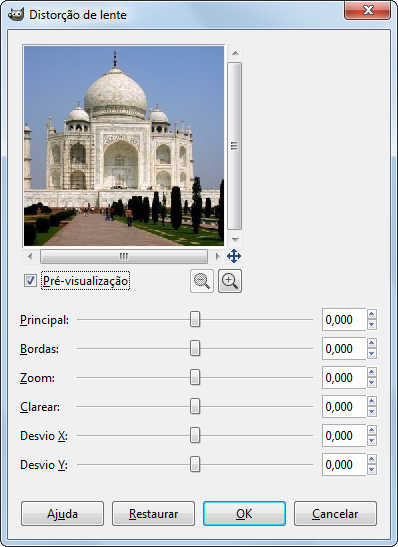 Distorção de lente
Pré-visualização
Principal: 0,000
Bordas: 0,000
Zoom: 0,000
Clarear: 0,000
Desvio X: 0,000
Desvio Y: 0,000
Ajuda Restaurar OK Cancelar